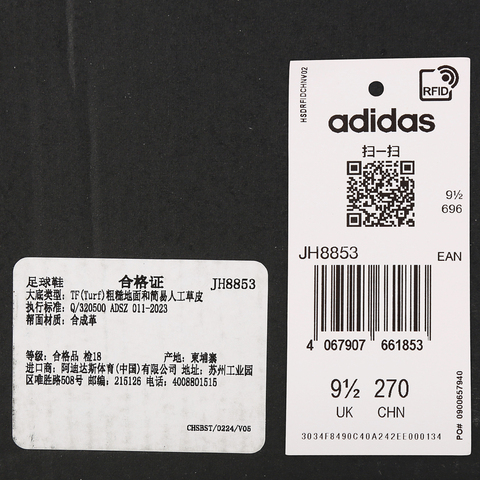 HSDRFIDCHNV02
RFID
adidas
扫一扫
9½
696
JH8853
EAN
4 067907 661853
9½ 270
UK CHN
3034F8490C40A242EE000134
PO# 0900657940
足球鞋 合格证 JH8853
大底类型: TF(Turf)粗糙地面和简易人工草皮
执行标准: Q/320500 ADSZ 011-2023
帮面材质: 合成革
等级: 合格品 检18 产地: 柬埔寨
进口商: 阿迪达斯体育(中国)有限公司 地址: 苏州工业园
区唯胜路508号 邮编: 215126 电话: 4008801515
CHSBST/0224/V05